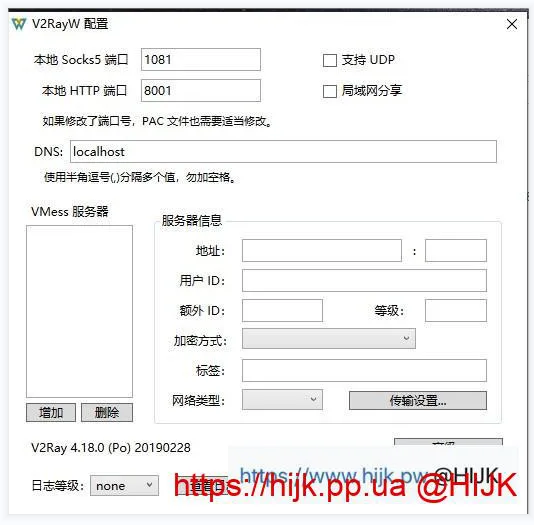 V2RayW 配置
本地 Socks5 端口 1081 支持 UDP
本地 HTTP 端口 8001 局域网分享
如果修改了端口号，PAC 文件也需要适当修改。
DNS: localhost
使用半角逗号(,)分隔多个值，勿加空格。
VMess 服务器
服务器信息
地址： :
用户 ID：
额外 ID： 等级：
加密方式：
标签：
网络类型： 传输设置...
增加 删除
V2Ray 4.18.0 (Po) 20190228
https://www.hijk.pw @HIJK
日志等级： none
https://hijk.pp.ua @HIJK